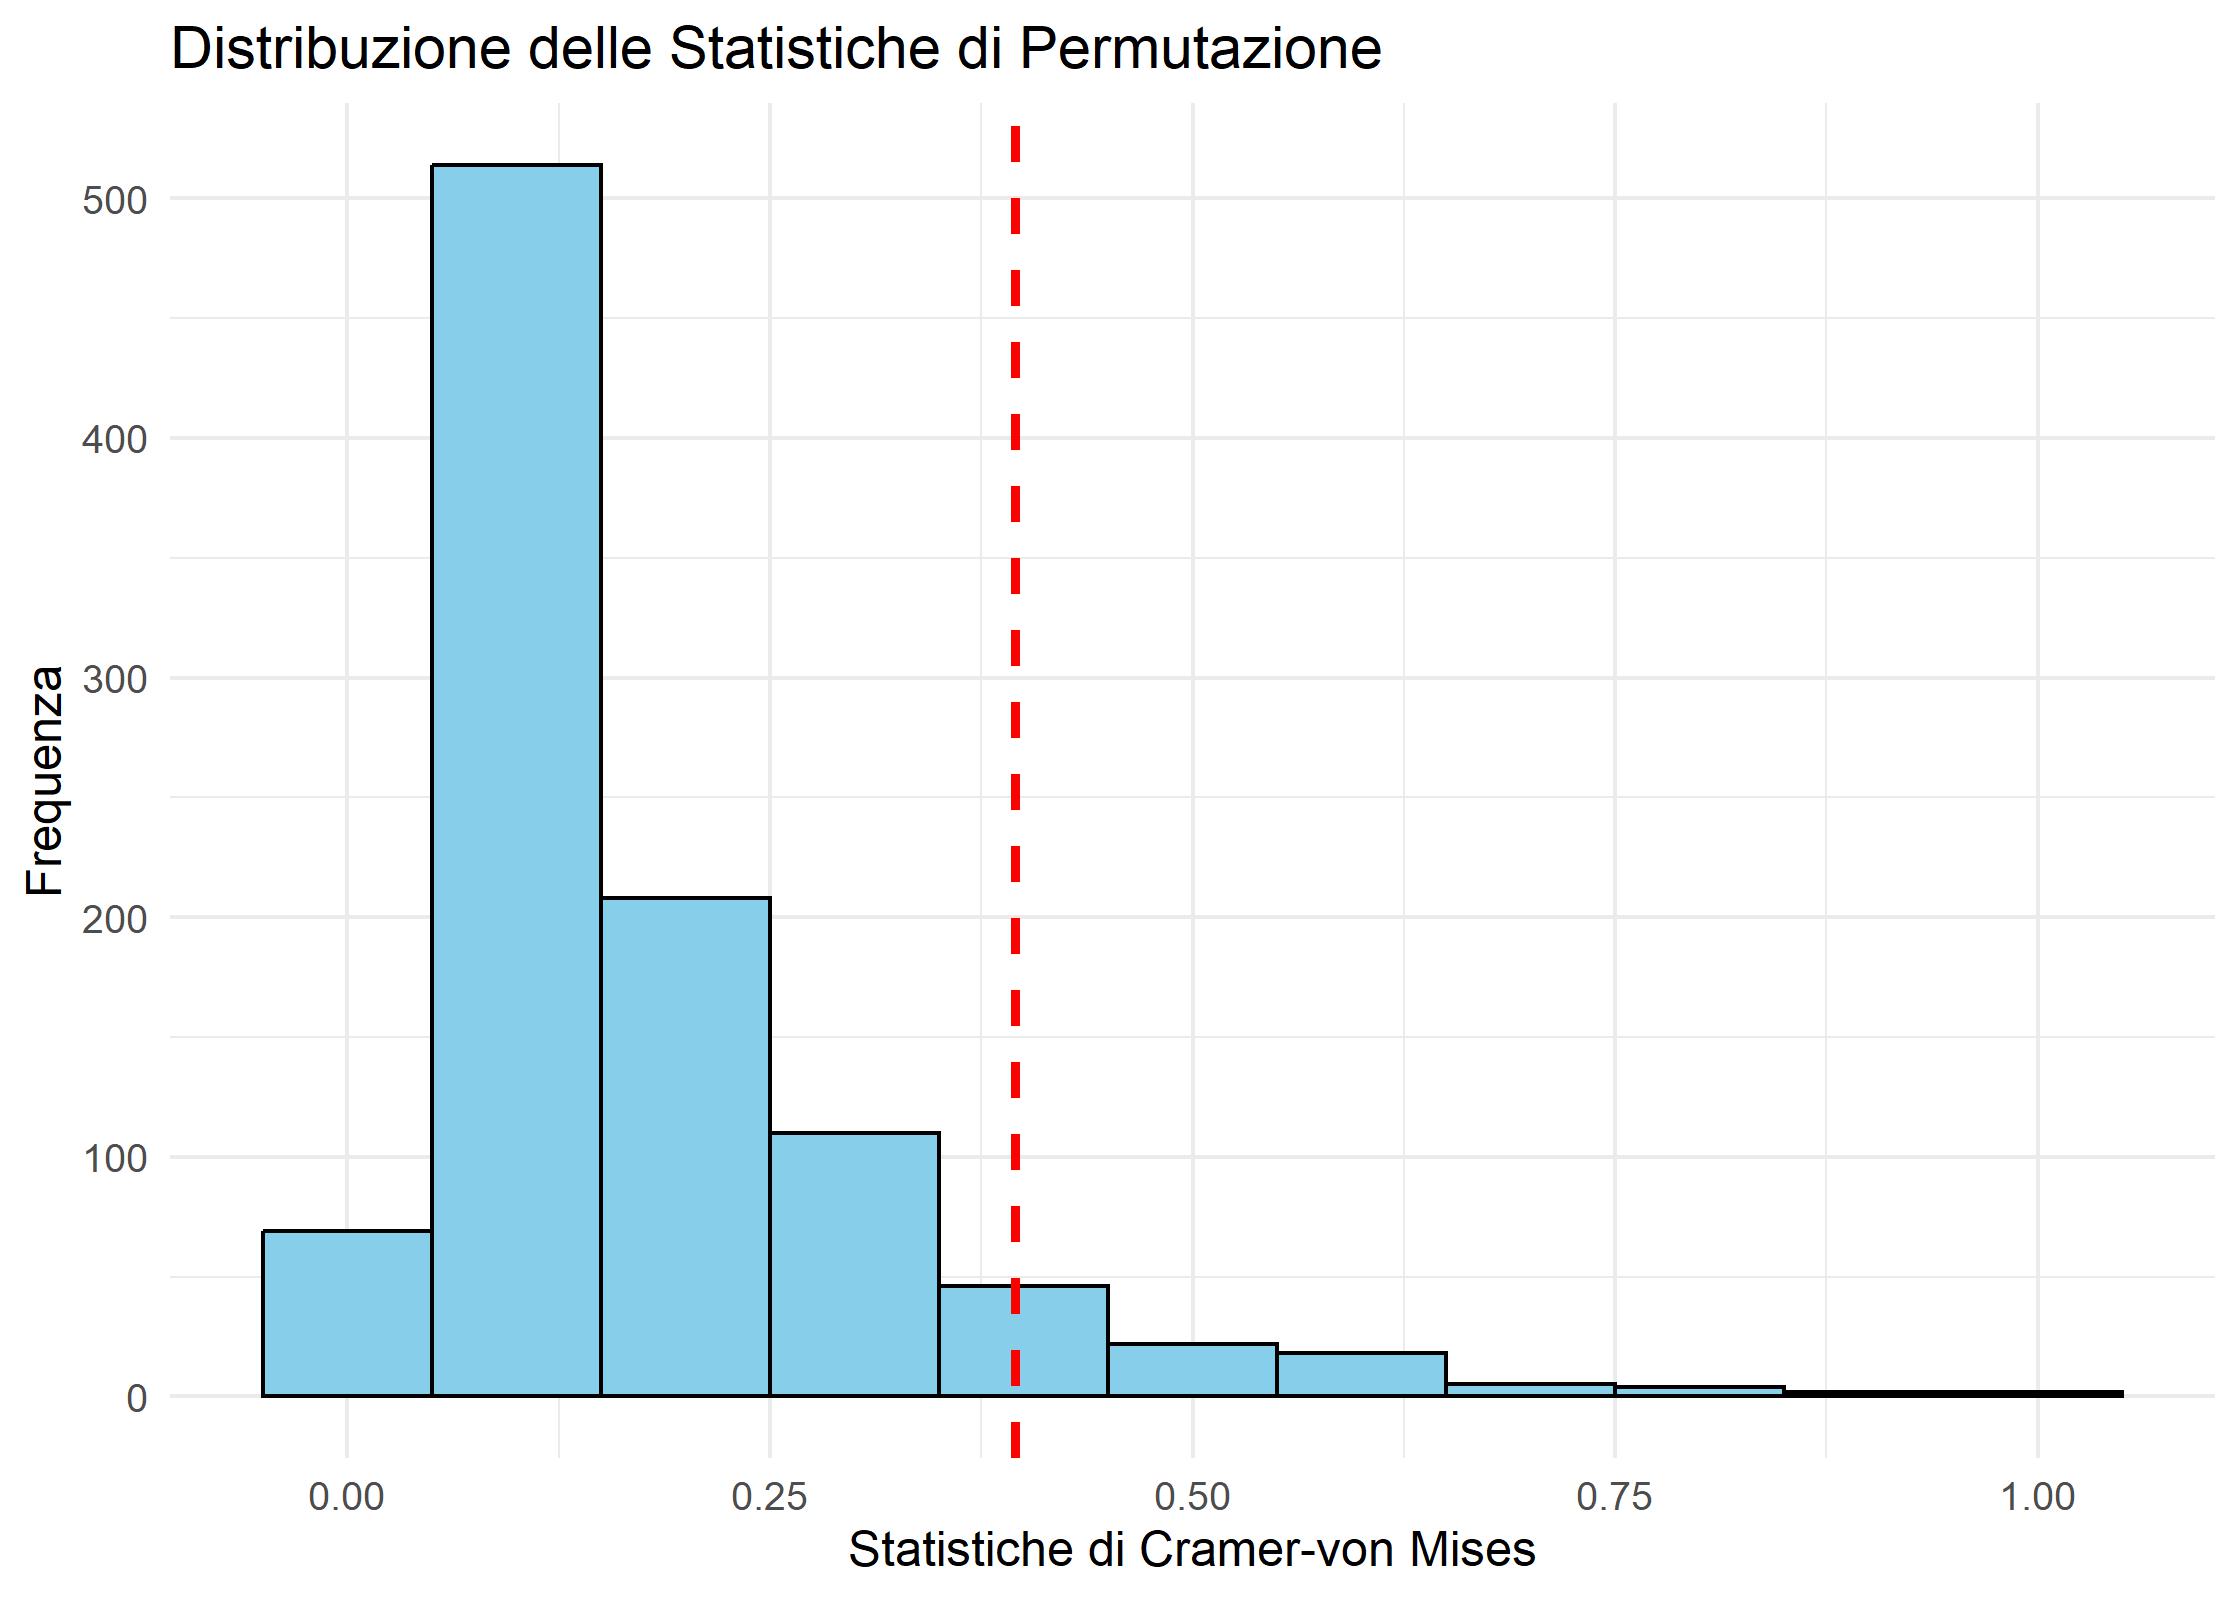 Distribuzione delle Statistiche di Permutazione
500
400
300
200
100
0
Frequenza
0.00 0.25 0.50 0.75 1.00
Statistiche di Cramer-von Mises